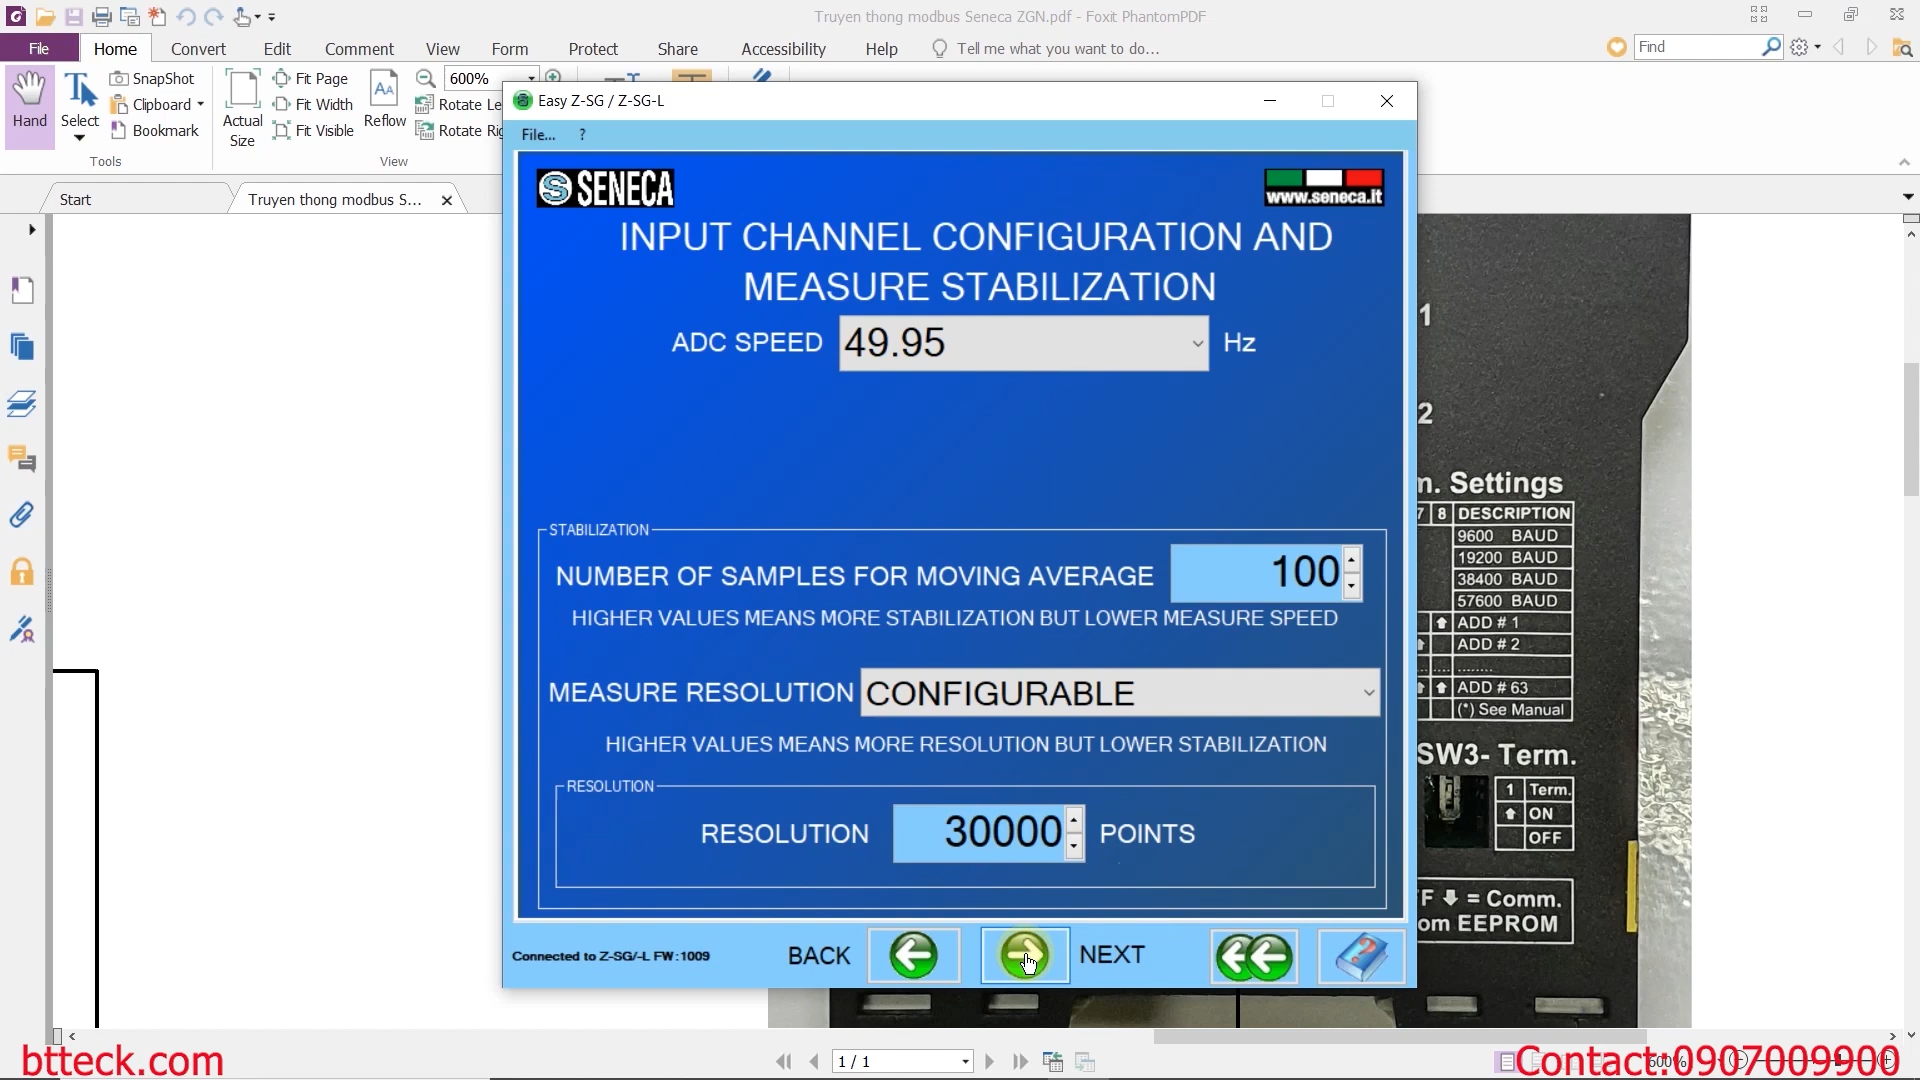 Truyen thong modbus Seneca ZGN.pdf - Foxit PhantomPDF
File Home Convert Edit Comment View Form Protect Share Accessibility Help Tell me what you want to do... Find
Hand
Select
SnapShot
Clipboard
Bookmark
Tools
Actual
Size
Fit Page
Fit Width
Fit Visible
Reflow
600%
Rotate Le
Rotate Rig
View
Start
Truyen thong modbus S...
Easy Z-SG / Z-SG-L
File... ?
SENECA
www.seneca.it
INPUT CHANNEL CONFIGURATION AND
MEASURE STABILIZATION
ADC SPEED 49.95 Hz
STABILIZATION
NUMBER OF SAMPLES FOR MOVING AVERAGE 100
HIGHER VALUES MEANS MORE STABILIZATION BUT LOWER MEASURE SPEED
MEASURE RESOLUTION CONFIGURABLE
HIGHER VALUES MEANS MORE RESOLUTION BUT LOWER STABILIZATION
RESOLUTION
RESOLUTION 30000 POINTS
Connected to Z-SG/-L FW:1009 BACK NEXT
1
2
n. Settings
7 8 DESCRIPTION
9600 BAUD
19200 BAUD
38400 BAUD
57600 BAUD
ADD # 1
ADD # 2
........
ADD # 63
(*) See Manual
SW3- Term.
1 Term.
ON
OFF
F = Comm.
om EEPROM
btteck.com
1 / 1
600%
Contact:0907009900